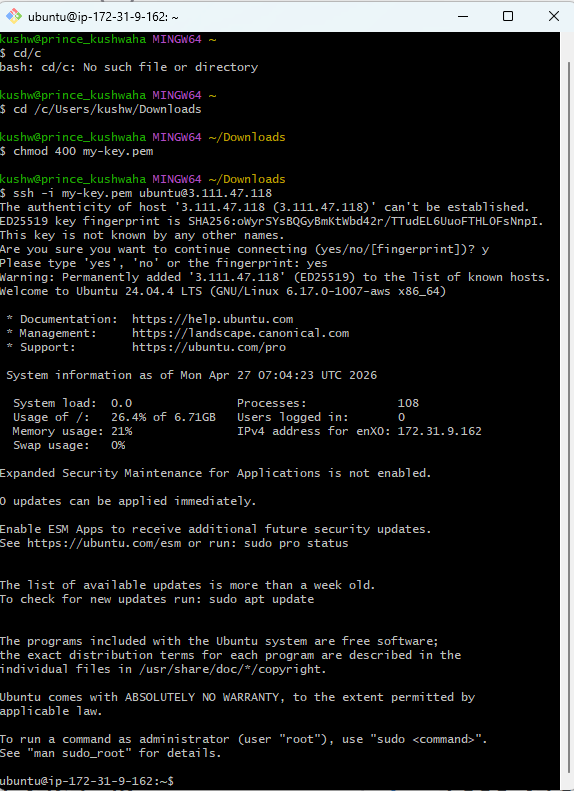 ubuntu@ip-172-31-9-162: ~
kushw@prince_kushwaha MINGW64 ~
$ cd/c
bash: cd/c: No such file or directory
kushw@prince_kushwaha MINGW64 ~
$ cd /c/Users/kushw/Downloads
kushw@prince_kushwaha MINGW64 ~/Downloads
$ chmod 400 my-key.pem
kushw@prince_kushwaha MINGW64 ~/Downloads
$ ssh -i my-key.pem ubuntu@3.111.47.118
The authenticity of host '3.111.47.118 (3.111.47.118)' can't be established.
ED25519 key fingerprint is SHA256:oWyrSYsBQGyBmKtWbd42r/TTudEL6UuoFTHLOFsNnpI.
This key is not known by any other names.
Are you sure you want to continue connecting (yes/no/[fingerprint])? y
Please type 'yes', 'no' or the fingerprint: yes
Warning: Permanently added '3.111.47.118' (ED25519) to the list of known hosts.
Welcome to Ubuntu 24.04.4 LTS (GNU/Linux 6.17.0-1007-aws x86_64)
* Documentation:  https://help.ubuntu.com
* Management:     https://landscape.canonical.com
* Support:        https://ubuntu.com/pro
System information as of Mon Apr 27 07:04:23 UTC 2026
System load:  0.0               Processes:             108
Usage of /:   26.4% of 6.71GB   Users logged in:       0
Memory usage: 21%               IPv4 address for enX0: 172.31.9.162
Swap usage:   0%
Expanded Security Maintenance for Applications is not enabled.
0 updates can be applied immediately.
Enable ESM Apps to receive additional future security updates.
See https://ubuntu.com/esm or run: sudo pro status
The list of available updates is more than a week old.
To check for new updates run: sudo apt update
The programs included with the Ubuntu system are free software;
the exact distribution terms for each program are described in the
individual files in /usr/share/doc/*/copyright.
Ubuntu comes with ABSOLUTELY NO WARRANTY, to the extent permitted by
applicable law.
To run a command as administrator (user "root"), use "sudo <command>".
See "man sudo_root" for details.
ubuntu@ip-172-31-9-162:~$